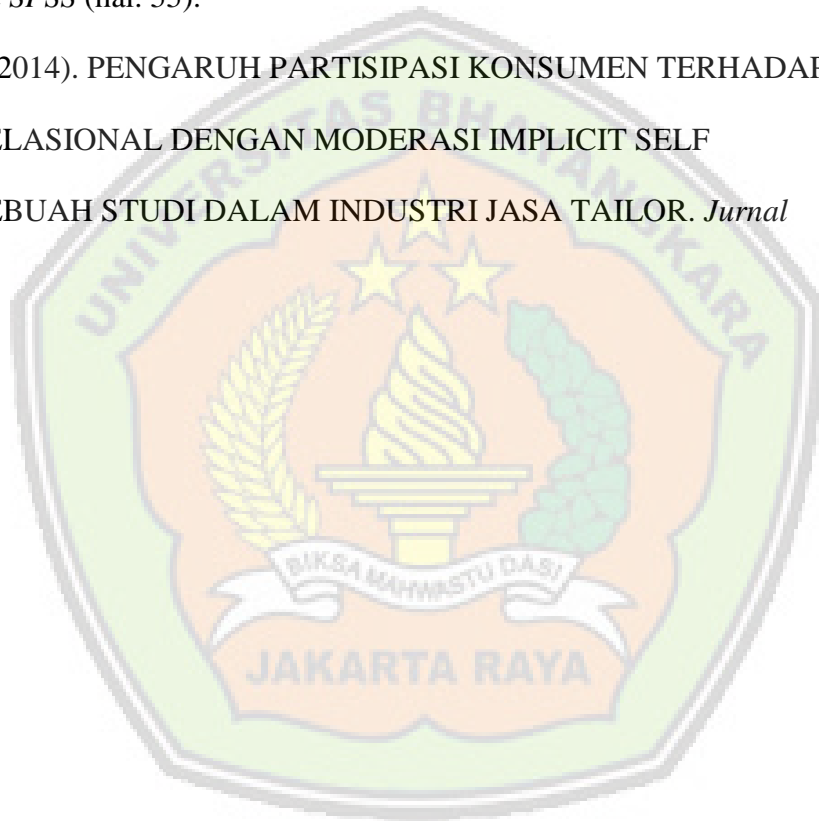 SPSS (hal.
2014). PENGARUH PARTISIPASI KONSUMEN TERHADAP
ELASIONAL DENGAN MODERASI IMPLICIT SELF
EBUAH STUDI DALAM INDUSTRI JASA TAILOR. Jurnal
UNIVERSITAS BHAYANGKARA
BIKSA MAHWASTU DASI
JAKARTA RAYA